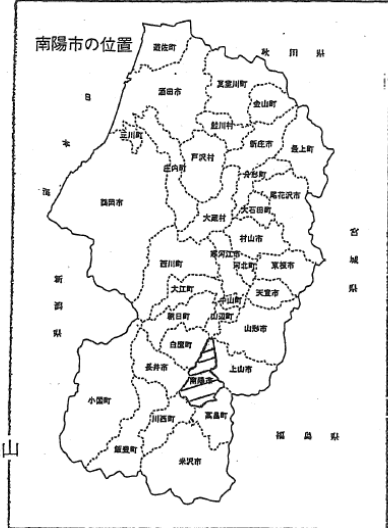 南陽市の位置
遊佐町
秋田県
真室川町
酒田市
金山町
日本海
鮭川村
三川町
新庄市
最上町
戸沢村
庄内町
舟形町
尾花沢市
鶴岡市
大蔵村
大石田町
村山市
宮城県
寒河江市
西川町
河北町
東根市
新潟県
大江町
天童市
中山町
朝日町
山辺町
山形市
白鷹町
長井市
上山市
南陽市
小国町
川西町
高畠町
福島県
山
飯豊町
米沢市